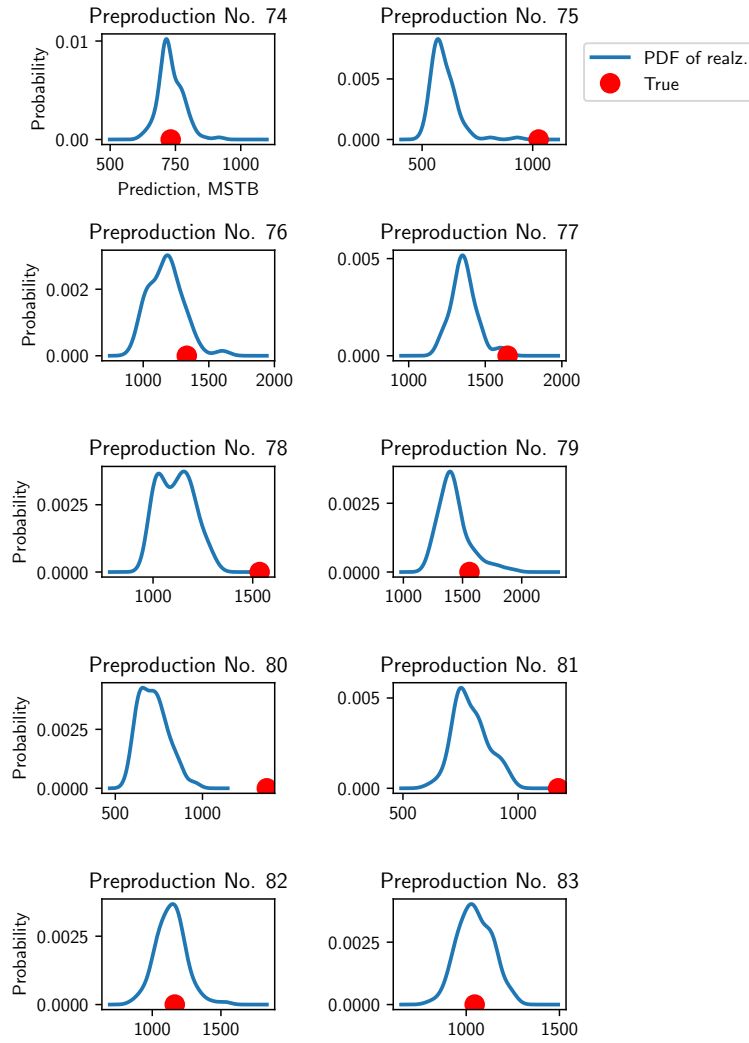 Preproduction No. 74
0.01
0.00
Probability
500
750
1000
Prediction, MSTB
Preproduction No. 75
0.005
0.000
500
1000
PDF of realz.
True
Preproduction No. 76
0.002
0.000
Probability
1000
1500
2000
Preproduction No. 77
0.005
0.000
1000
1500
2000
Preproduction No. 78
0.0025
0.0000
Probability
1000
1500
Preproduction No. 79
0.0025
0.0000
1000
1500
2000
Preproduction No. 80
0.0025
0.0000
Probability
500
1000
Preproduction No. 81
0.005
0.000
500
1000
Preproduction No. 82
0.0025
0.0000
Probability
1000
1500
Preproduction No. 83
0.0025
0.0000
1000
1500